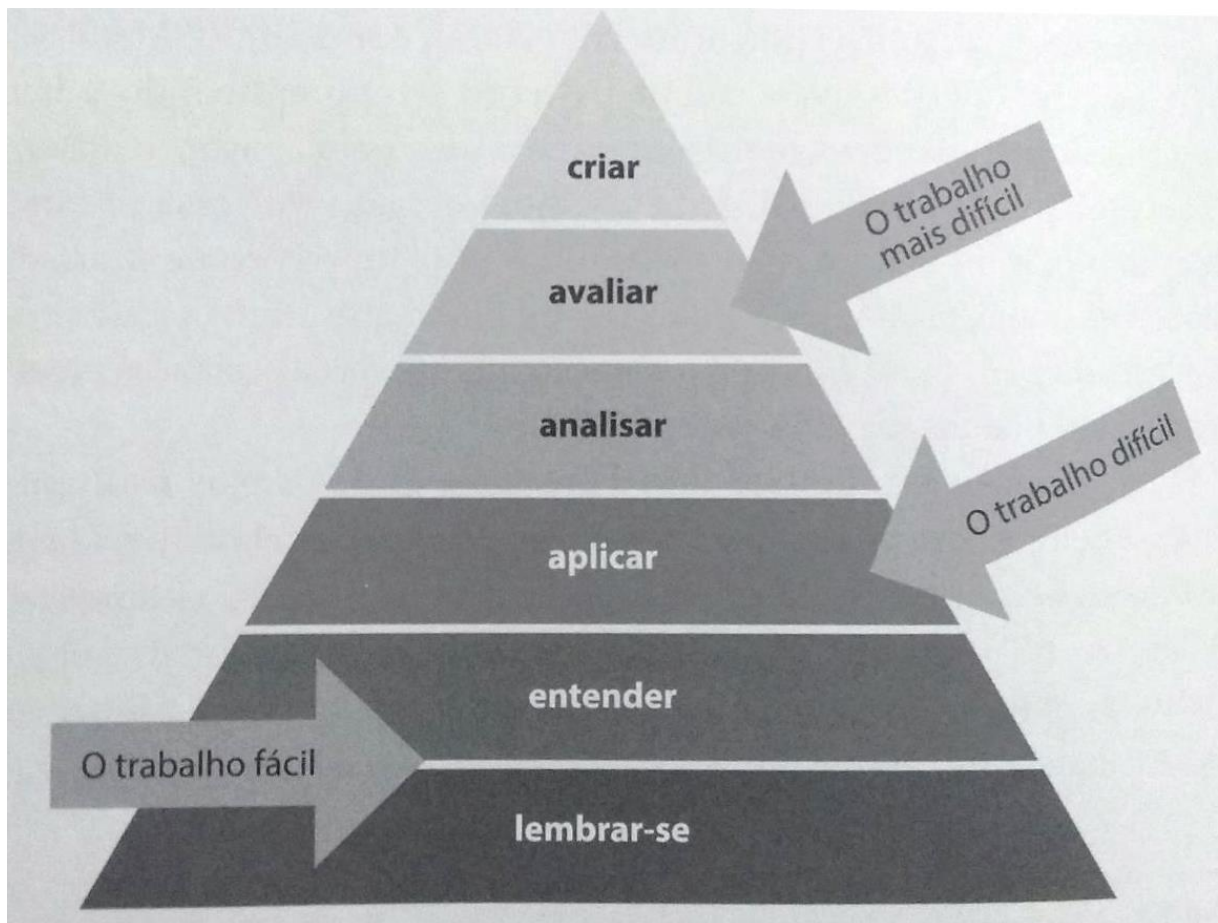 criar
O trabalho
mais difícil
avaliar
analisar
O trabalho difícil
aplicar
entender
O trabalho fácil
lembrar-se